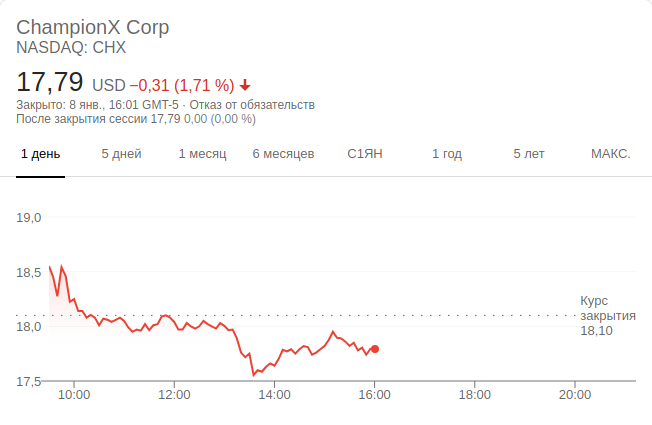 ChampionX Corp
NASDAQ: CHX
17,79 USD −0,31 (1,71 %)
Закрыто: 8 янв., 16:01 GMT-5 · Отказ от обязательств
После закрытия сессии 17,79 0,00 (0,00 %)
1 день 5 дней 1 месяц 6 месяцев С1ЯН 1 год 5 лет МАКС.
19,0
18,5
Курс
закрытия
18,10
18,0
17,5
10:00 12:00 14:00 16:00 18:00 20:00